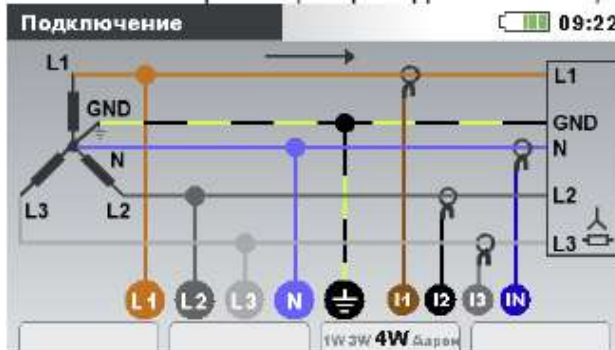 Подключение 09:22
L1 L1
GND GND
N N
L3 L2 L2
L3
L1 L2 L3 N I1 I2 I3 IN
1W 3W 4W Аарон